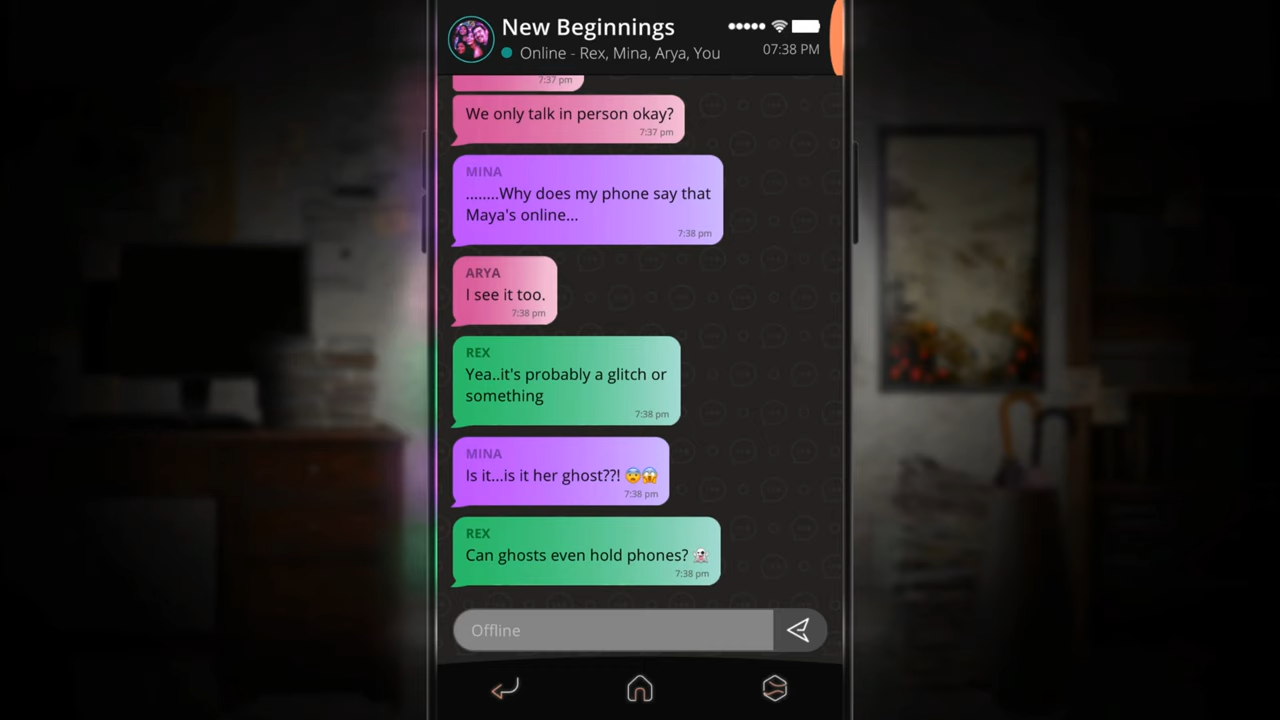 New Beginnings
Online - Rex, Mina, Arya, You
07:38 PM
7:37 pm
We only talk in person okay?
7:37 pm
MINA
........Why does my phone say that
Maya's online...
7:38 pm
ARYA
I see it too.
7:38 pm
REX
Yea..it's probably a glitch or
something
7:38 pm
MINA
Is it...is it her ghost??! 😨😱
7:38 pm
REX
Can ghosts even hold phones? 👻
7:38 pm
Offline